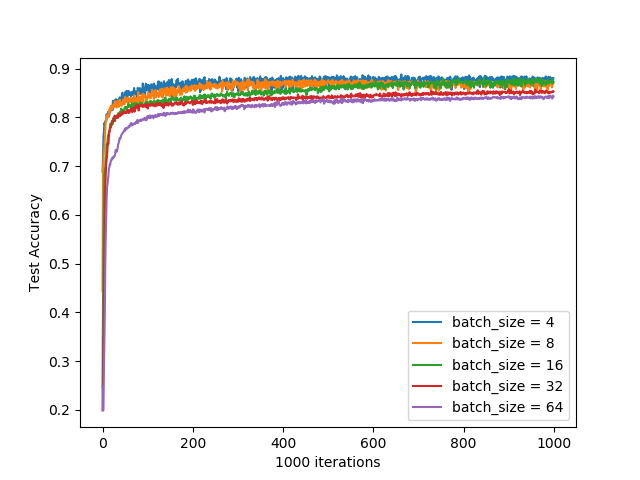 0.9
0.8
0.7
0.6
0.5
0.4
0.3
0.2
Test Accuracy
batch_size = 4
batch_size = 8
batch_size = 16
batch_size = 32
batch_size = 64
0 200 400 600 800 1000
1000 iterations